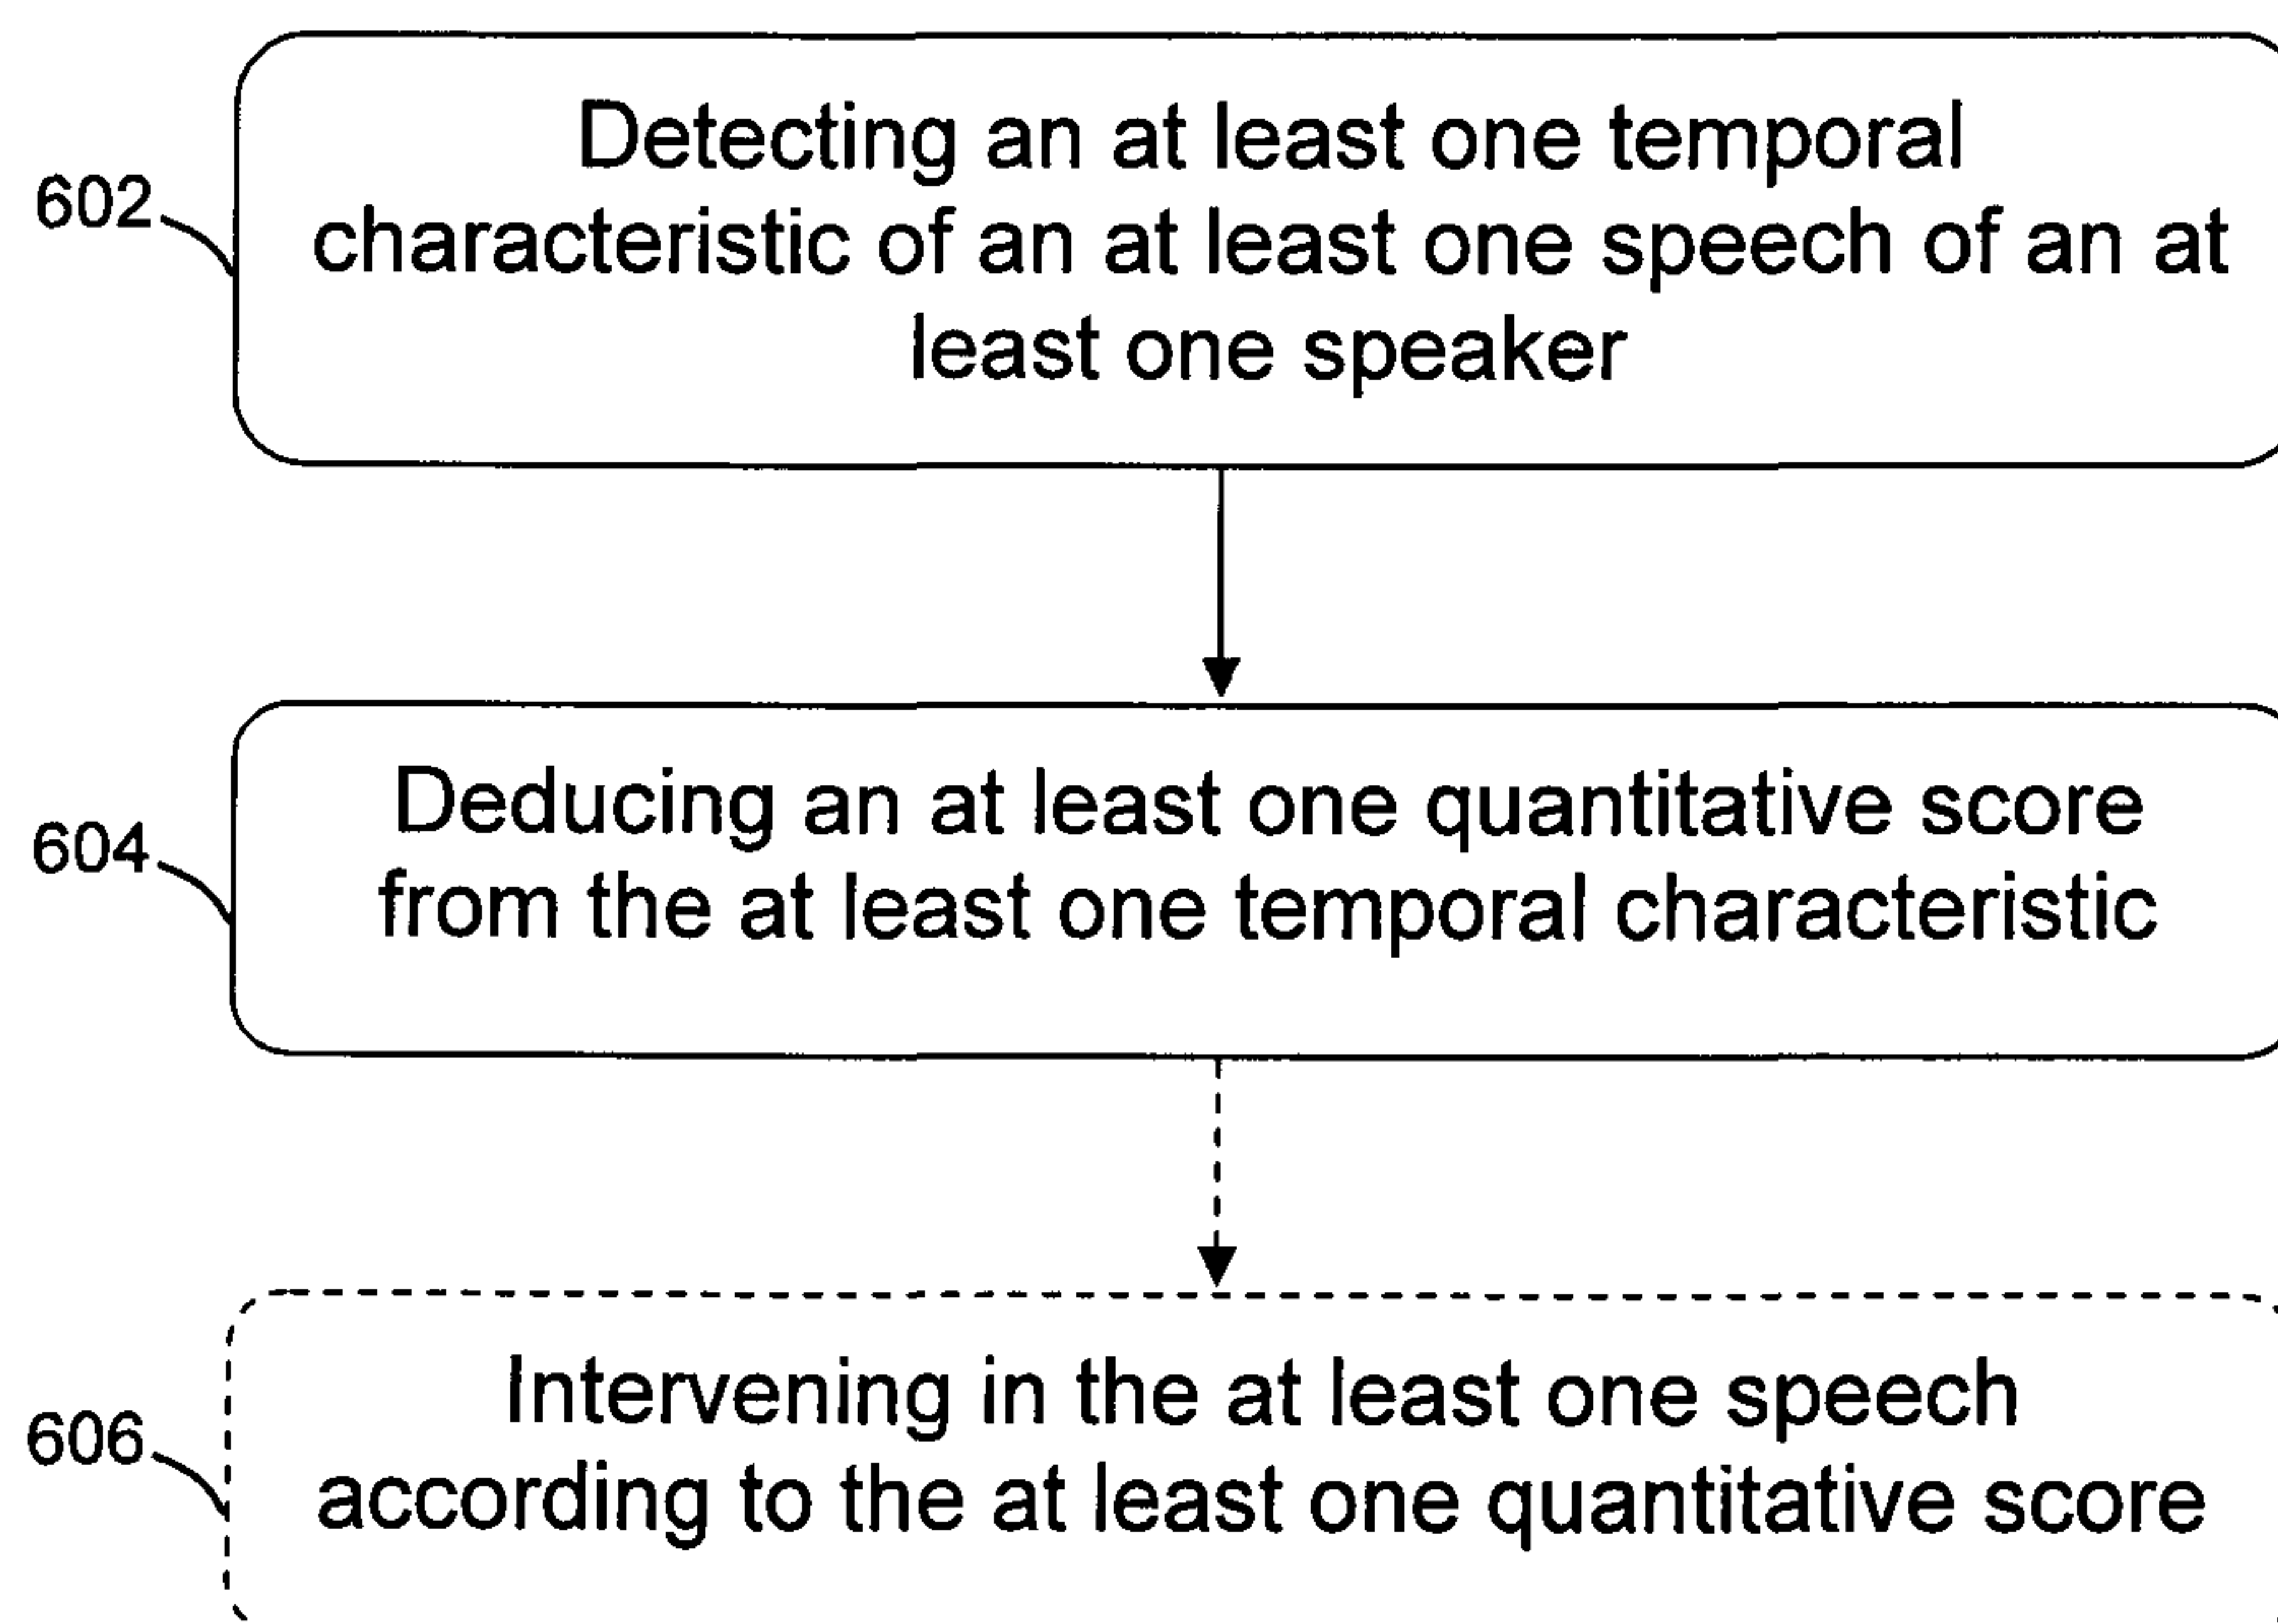 Detecting an at least one temporal
602
characteristic of an at least one speech of an at
least one speaker
Deducing an at least one quantitative score
604
from the at least one temporal characteristic
Intervening in the at least one speech
606
according to the at least one quantitative score